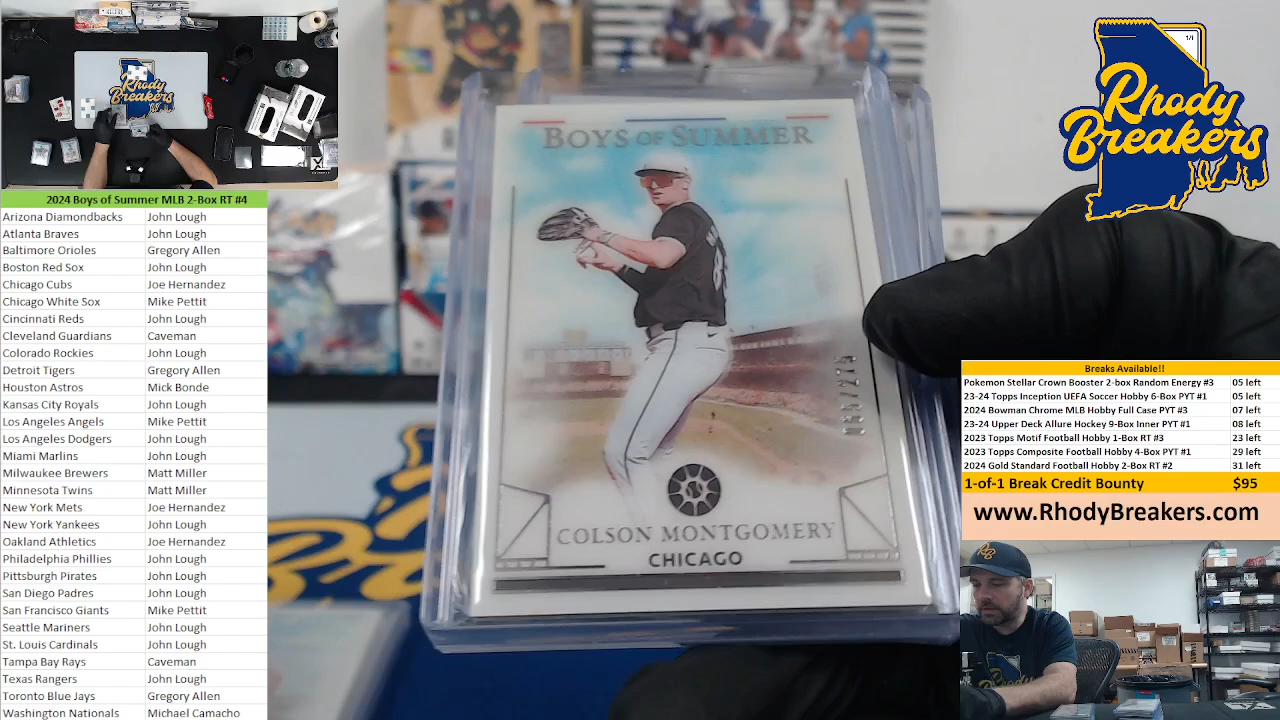 Rhody
Breakers
2024 Boys of Summer MLB 2-Box RT #4
Arizona Diamondbacks John Lough
Atlanta Braves John Lough
Baltimore Orioles Gregory Allen
Boston Red Sox John Lough
Chicago Cubs Joe Hernandez
Chicago White Sox Mike Pettit
Cincinnati Reds John Lough
Cleveland Guardians Caveman
Colorado Rockies John Lough
Detroit Tigers Gregory Allen
Houston Astros Mick Bonde
Kansas City Royals John Lough
Los Angeles Angels Mike Pettit
Los Angeles Dodgers John Lough
Miami Marlins John Lough
Milwaukee Brewers Matt Miller
Minnesota Twins Matt Miller
New York Mets Joe Hernandez
New York Yankees John Lough
Oakland Athletics Joe Hernandez
Philadelphia Phillies John Lough
Pittsburgh Pirates John Lough
San Diego Padres John Lough
San Francisco Giants Mike Pettit
Seattle Mariners John Lough
St. Louis Cardinals John Lough
Tampa Bay Rays Caveman
Texas Rangers John Lough
Toronto Blue Jays Gregory Allen
Washington Nationals Michael Camacho
BOYS OF SUMMER
COLSON MONTGOMERY
CHICAGO
1/1
Rhody
Breakers
Breaks Available!!
Pokemon Stellar Crown Booster 2-box Random Energy #3 05 left
23-24 Topps Inception UEFA Soccer Hobby 6-Box PYT #1 05 left
2024 Bowman Chrome MLB Hobby Full Case PYT #3 07 left
23-24 Upper Deck Allure Hockey 9-Box Inner PYT #1 08 left
2023 Topps Motif Football Hobby 1-Box RT #3 23 left
2023 Topps Composite Football Hobby 4-Box PYT #1 29 left
2024 Gold Standard Football Hobby 2-Box RT #2 31 left
1-of-1 Break Credit Bounty $95
www.RhodyBreakers.com
RB